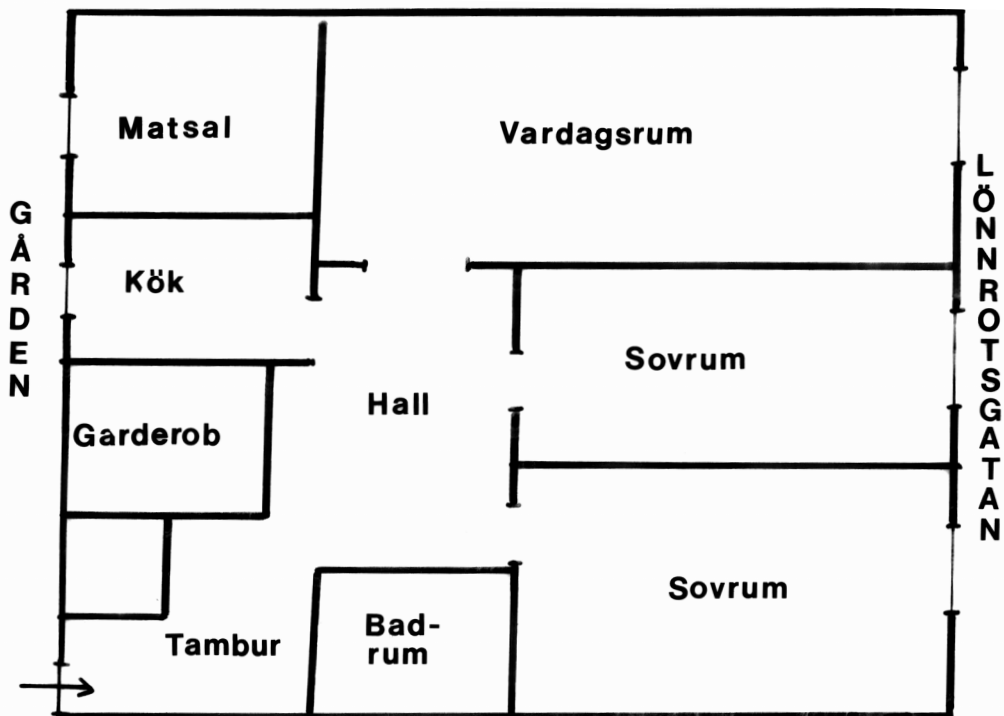 Matsal
Vardagsrum
GÅRDEN
LÖNNROTSGATAN
Kök
Sovrum
Hall
Garderob
Sovrum
Tambur
Bad-
rum